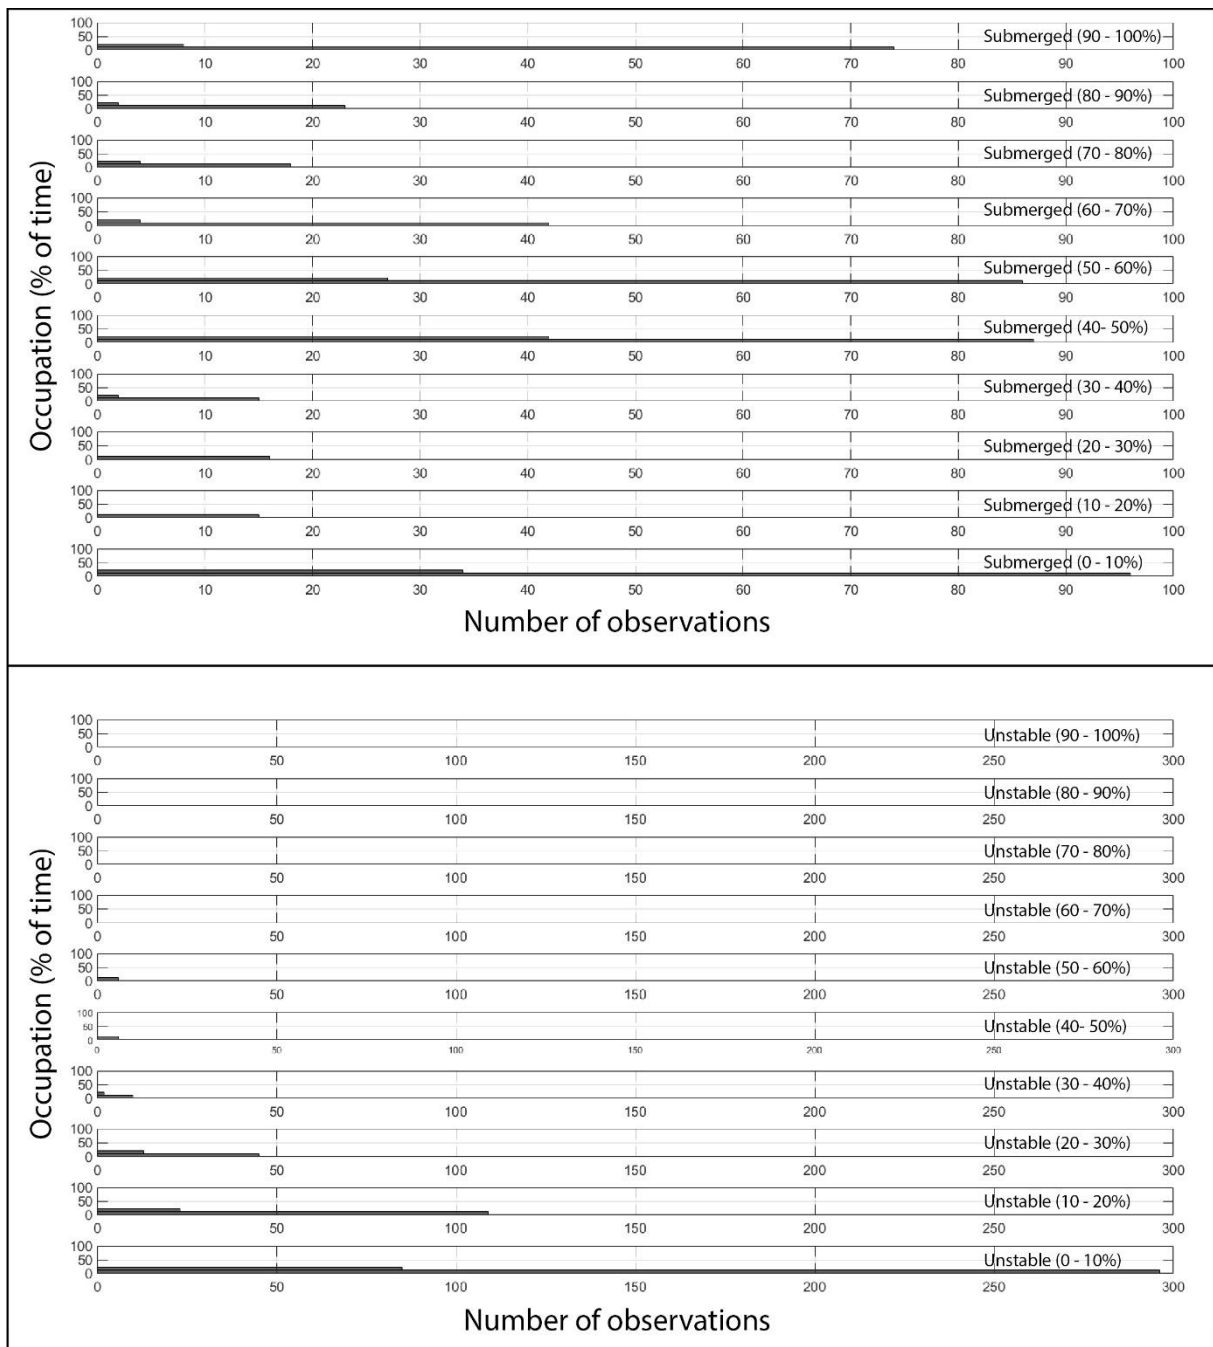 Occupation (% of time)
100
50 Submerged (90 - 100%)
0
0 10 20 30 40 50 60 70 80 90 100
100
50 Submerged (80 - 90%)
0
0 10 20 30 40 50 60 70 80 90 100
100
50 Submerged (70 - 80%)
0
0 10 20 30 40 50 60 70 80 90 100
100
50 Submerged (60 - 70%)
0
0 10 20 30 40 50 60 70 80 90 100
100
50 Submerged (50 - 60%)
0
0 10 20 30 40 50 60 70 80 90 100
100
50 Submerged (40- 50%)
0
0 10 20 30 40 50 60 70 80 90 100
100
50 Submerged (30 - 40%)
0
0 10 20 30 40 50 60 70 80 90 100
100
50 Submerged (20 - 30%)
0
0 10 20 30 40 50 60 70 80 90 100
100
50 Submerged (10 - 20%)
0
0 10 20 30 40 50 60 70 80 90 100
100
50 Submerged (0 - 10%)
0
0 10 20 30 40 50 60 70 80 90 100
Number of observations
Occupation (% of time)
100
50 Unstable (90 - 100%)
0
0 50 100 150 200 250 300
100
50 Unstable (80 - 90%)
0
0 50 100 150 200 250 300
100
50 Unstable (70 - 80%)
0
0 50 100 150 200 250 300
100
50 Unstable (60 - 70%)
0
0 50 100 150 200 250 300
100
50 Unstable (50 - 60%)
0
0 50 100 150 200 250 300
100
50 Unstable (40- 50%)
0
0 50 100 150 200 250 300
100
50 Unstable (30 - 40%)
0
0 50 100 150 200 250 300
100
50 Unstable (20 - 30%)
0
0 50 100 150 200 250 300
100
50 Unstable (10 - 20%)
0
0 50 100 150 200 250 300
100
50 Unstable (0 - 10%)
0
0 50 100 150 200 250 300
Number of observations